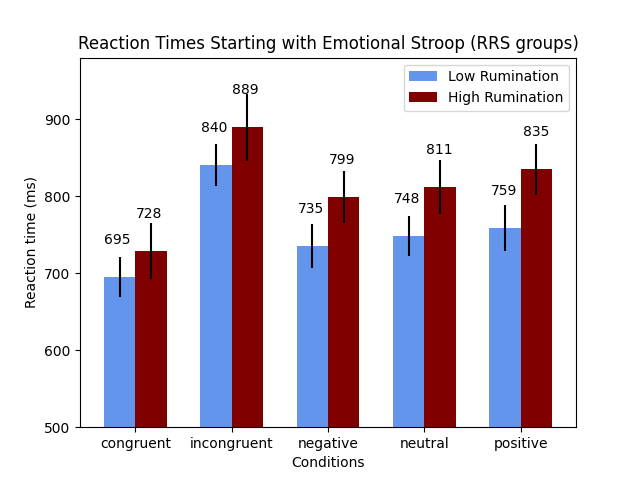 Reaction Times Starting with Emotional Stroop (RRS groups)
Low Rumination
High Rumination
Reaction time (ms)
900
800
700
600
500
695
728
840
889
735
799
748
811
759
835
congruent
incongruent
negative
neutral
positive
Conditions